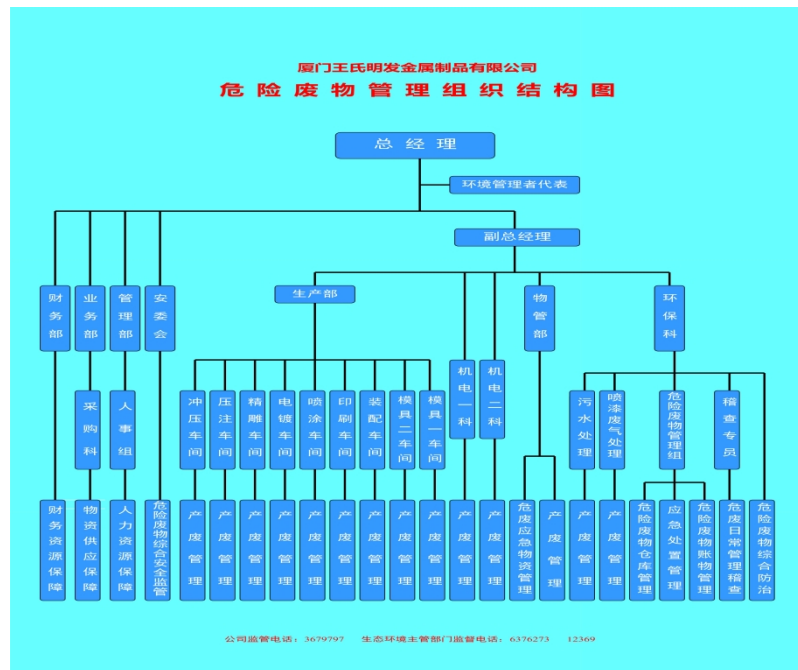 厦门王氏明发金属制品有限公司
危险废物管理组织结构图
总经理
环境管理者代表
副总经理
财务部
业务部
管理部
安委会
生产部
物管部
环保科
采购科
人事组
冲压车间
压注车间
精雕车间
电镀车间
喷涂车间
印刷车间
装配车间
模具二车间
模具一车间
机电一科
机电二科
污水处理
喷漆废气处理
危险废物管理组
稽查专员
财务资源保障
物资供应保障
人力资源保障
危险废物综合安全监管
产废管理
产废管理
产废管理
产废管理
产废管理
产废管理
产废管理
产废管理
产废管理
产废管理
产废管理
危废应急物资管理
产废管理
产废管理
产废管理
危险废物仓库管理
应急处置管理
危险废物账物管理
危废日常管理稽查
危险废物综合防治
公司监管电话：3679797 生态环境主管部门监督电话：6376273 12369